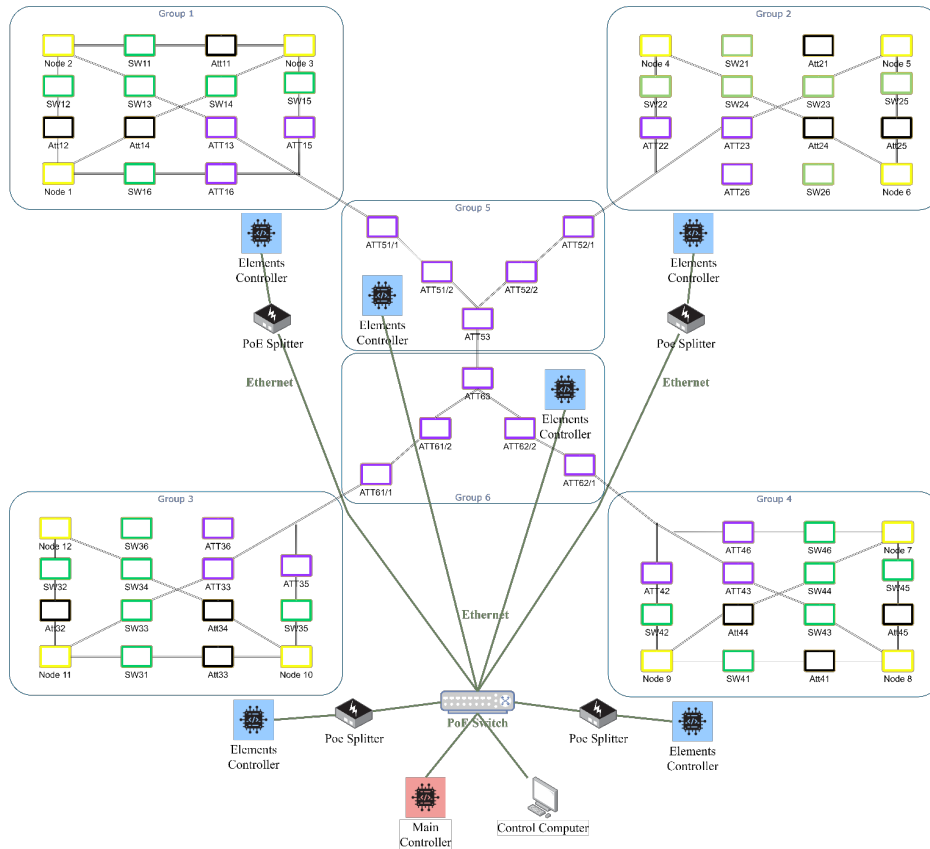 Group 1
Group 2
Node 2
SW11
Att11
Node 3
Node 4
SW21
Att21
Node 5
SW12
SW13
SW14
SW15
SW22
SW24
SW23
SW25
Att12
Att14
ATT13
ATT15
ATT22
ATT23
Att24
Att25
Node 1
SW16
ATT16
ATT26
SW26
Node 6
Group 5
ATT51/1
ATT52/1
Elements
Controller
Elements
Controller
ATT51/2
ATT52/2
Elements
Controller
ATT53
PoE Splitter
Poe Splitter
Ethernet
Ethernet
ATT63
Elements
Controller
ATT61/2
ATT62/2
ATT61/1
ATT62/1
Group 6
Group 3
Group 4
Node 12
SW36
ATT36
ATT46
SW46
Node 7
SW32
SW34
ATT33
ATT35
ATT42
ATT43
SW44
SW45
Att32
SW33
Att34
SW35
SW42
Att44
SW43
Att45
Ethernet
Node 11
SW31
Att33
Node 10
Node 9
SW41
Att41
Node 8
PoE Switch
Elements
Controller
Poe Splitter
Poe Splitter
Elements
Controller
Main
Controller
Control Computer